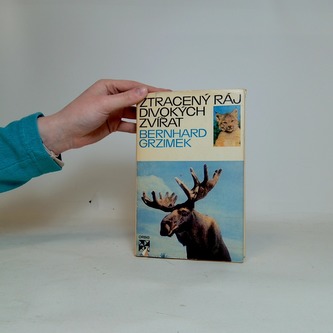 ZTRACENÝ RÁJ
DIVOKÝCH
ZVÍŘAT
BERNHARD
GRZIMEK